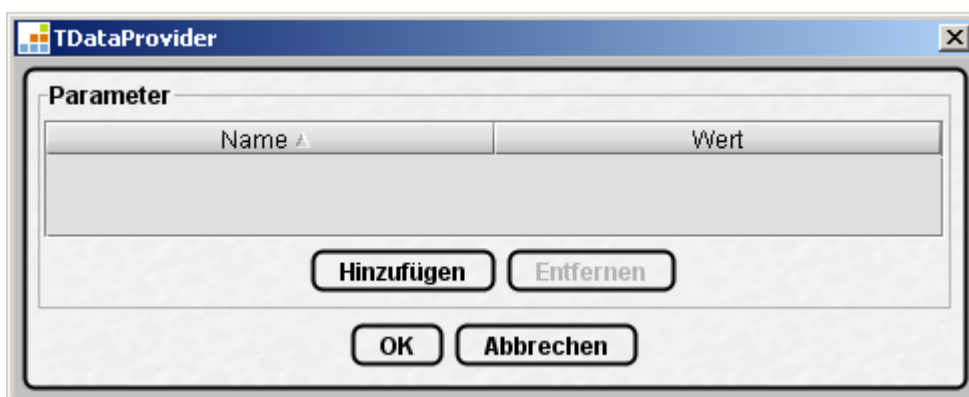 TDataProvider
Parameter
Name Wert
Hinzufügen Entfernen
OK Abbrechen